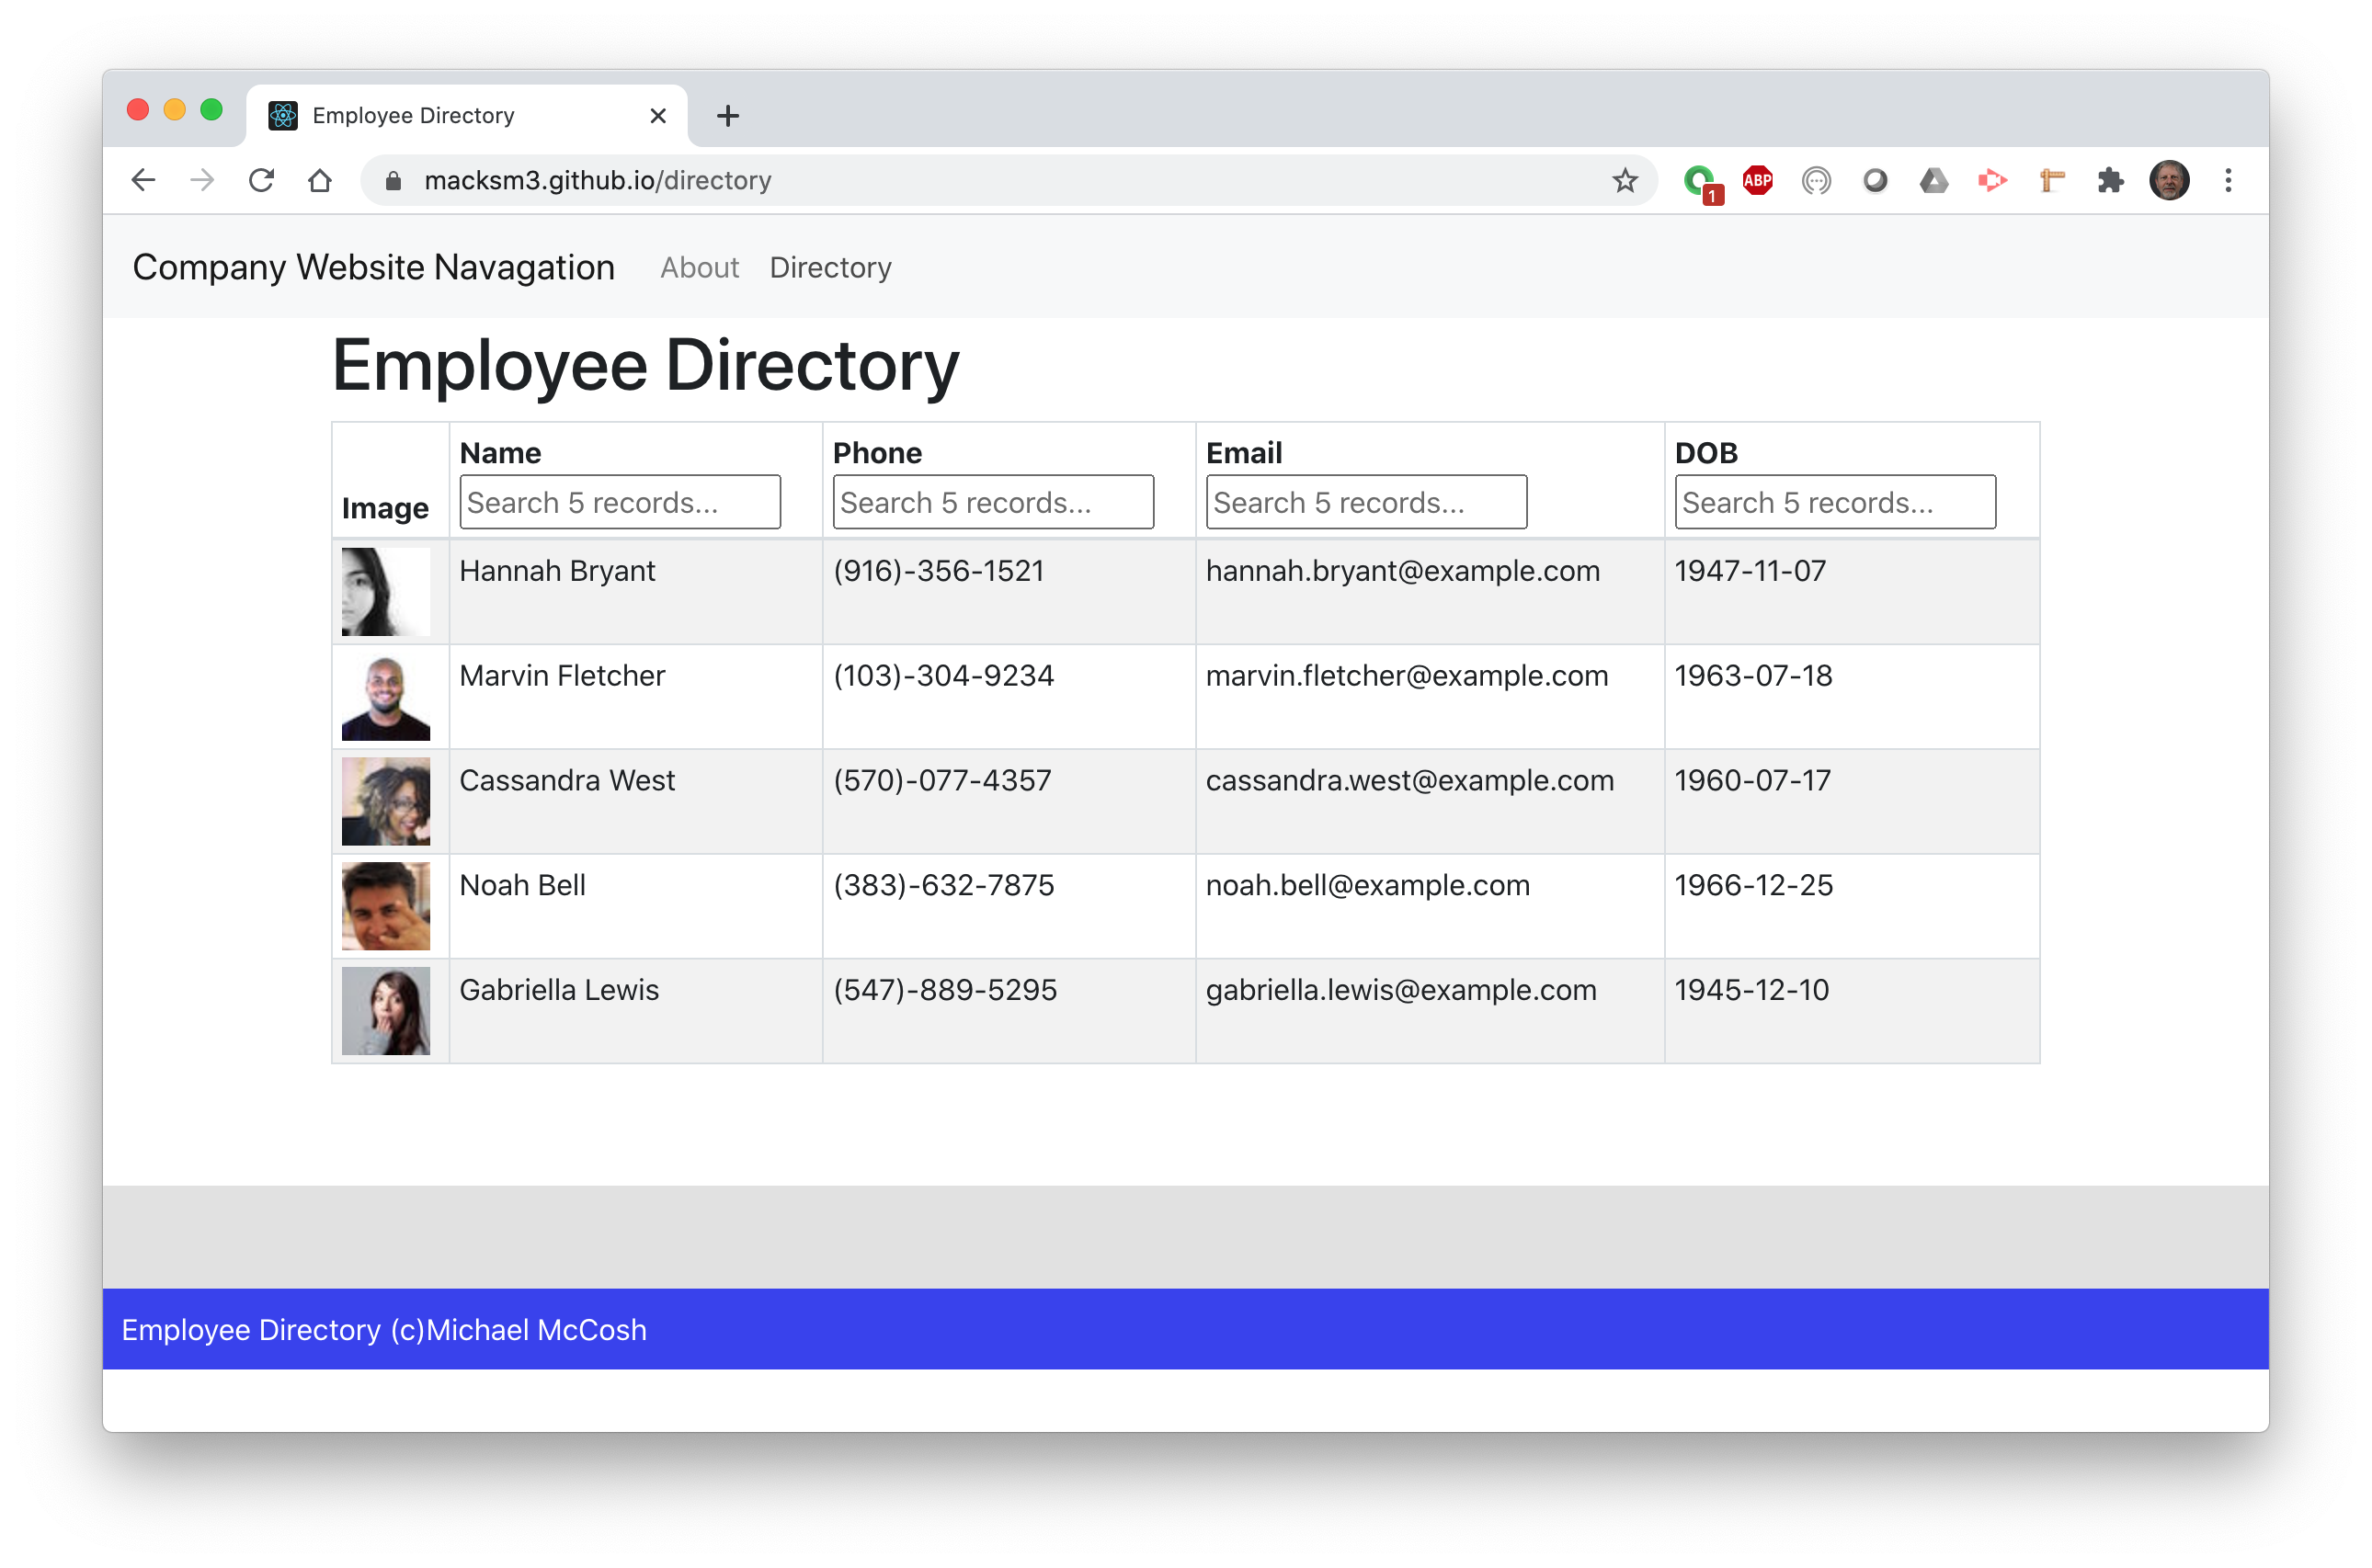 Employee Directory
macksm3.github.io/directory
1
ABP
Company Website Navagation About Directory
Employee Directory
Image Name Phone Email DOB
Search 5 records... Search 5 records... Search 5 records... Search 5 records...
Hannah Bryant (916)-356-1521 hannah.bryant@example.com 1947-11-07
Marvin Fletcher (103)-304-9234 marvin.fletcher@example.com 1963-07-18
Cassandra West (570)-077-4357 cassandra.west@example.com 1960-07-17
Noah Bell (383)-632-7875 noah.bell@example.com 1966-12-25
Gabriella Lewis (547)-889-5295 gabriella.lewis@example.com 1945-12-10
Employee Directory (c)Michael McCosh